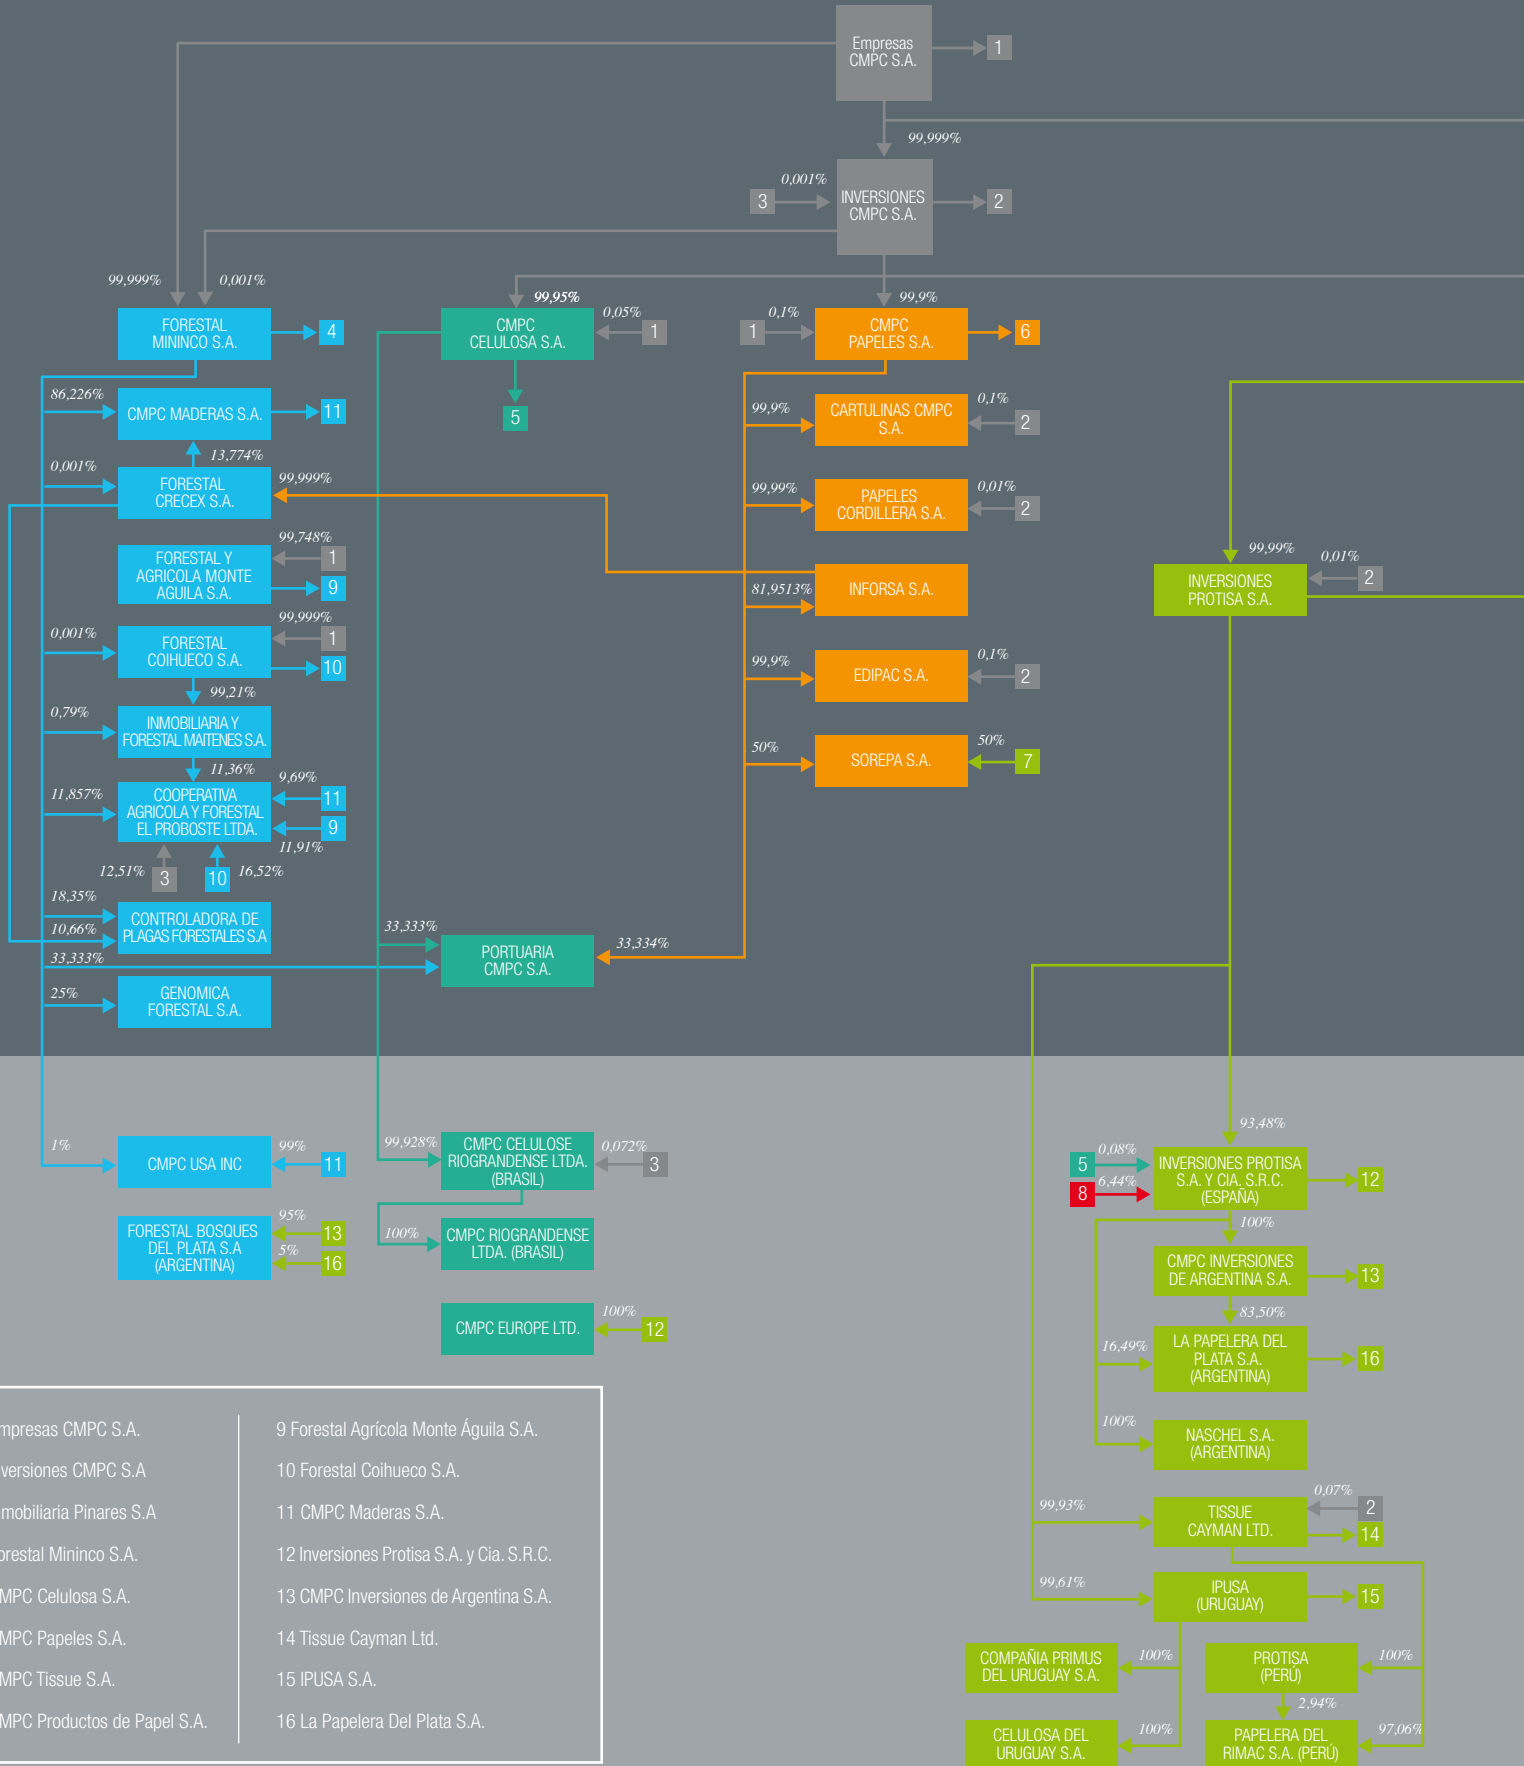 Empresas
CMPC S.A.
1
99,999%
0,001%
3
INVERSIONES
CMPC S.A.
2
99,999%
0,001%
FORESTAL
MININCO S.A.
4
99,95%
CMPC
CELULOSA S.A.
0,05%
1
5
99,9%
0,1%
1
CMPC
PAPELES S.A.
6
86,226%
CMPC MADERAS S.A.
11
13,774%
0,001%
FORESTAL
CRECEX S.A.
99,999%
FORESTAL Y
AGRICOLA MONTE
AGUILA S.A.
99,748%
1
9
0,001%
FORESTAL
COIHUECO S.A.
99,999%
1
10
99,21%
0,79%
INMOBILIARIA Y
FORESTAL MAITENES S.A.
11,36%
11,857%
COOPERATIVA
AGRICOLA Y FORESTAL
EL PROBOSTE LTDA.
9,69%
11
9
11,91%
12,51%
3
10
16,52%
18,35%
10,66%
CONTROLADORA DE
PLAGAS FORESTALES S.A
33,333%
25%
GENOMICA
FORESTAL S.A.
99,9%
CARTULINAS CMPC
S.A.
0,1%
2
99,99%
PAPELES
CORDILLERA S.A.
0,01%
2
81,9513%
INFORSA S.A.
99,9%
EDIPAC S.A.
0,1%
2
50%
SOREPA S.A.
50%
7
33,333%
PORTUARIA
CMPC S.A.
33,334%
99,99%
INVERSIONES
PROTISA S.A.
0,01%
2
1%
CMPC USA INC
99%
11
FORESTAL BOSQUES
DEL PLATA S.A
(ARGENTINA)
95%
13
5%
16
99,928%
CMPC CELULOSE
RIOGRANDENSE LTDA.
(BRASIL)
0,072%
3
100%
CMPC RIOGRANDENSE
LTDA. (BRASIL)
CMPC EUROPE LTD.
100%
12
93,48%
0,08%
5
6,44%
8
INVERSIONES PROTISA
S.A. Y CIA. S.R.C.
(ESPAÑA)
12
100%
CMPC INVERSIONES
DE ARGENTINA S.A.
13
83,50%
16,49%
LA PAPELERA DEL
PLATA S.A.
(ARGENTINA)
16
100%
NASCHEL S.A.
(ARGENTINA)
99,93%
TISSUE
CAYMAN LTD.
0,07%
2
14
99,61%
IPUSA
(URUGUAY)
15
COMPAÑIA PRIMUS
DEL URUGUAY S.A.
100%
PROTISA
(PERÚ)
100%
2,94%
CELULOSA DEL
URUGUAY S.A.
100%
PAPELERA DEL
RIMAC S.A. (PERÚ)
97,06%
mpresas CMPC S.A.
versiones CMPC S.A
mobiliaria Pinares S.A
orestal Mininco S.A.
MPC Celulosa S.A.
MPC Papeles S.A.
MPC Tissue S.A.
MPC Productos de Papel S.A.
9 Forestal Agrícola Monte Águila S.A.
10 Forestal Coihueco S.A.
11 CMPC Maderas S.A.
12 Inversiones Protisa S.A. y Cia. S.R.C.
13 CMPC Inversiones de Argentina S.A.
14 Tissue Cayman Ltd.
15 IPUSA S.A.
16 La Papelera Del Plata S.A.